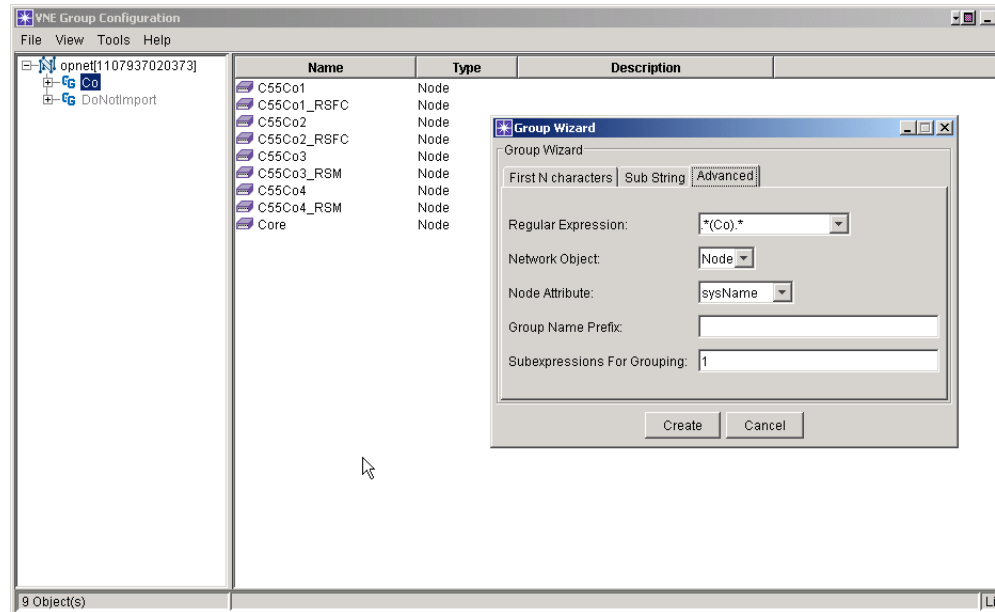 VNE Group Configuration
File View Tools Help
opnet[1107937020373]
Co
DoNotImport
Name Type Description
C55Co1 Node
C55Co1_RSFC Node
C55Co2 Node
C55Co2_RSFC Node
C55Co3 Node
C55Co3_RSM Node
C55Co4 Node
C55Co4_RSM Node
Core Node
Group Wizard
Group Wizard
First N characters Sub String Advanced
Regular Expression: .*(Co).*
Network Object: Node
Node Attribute: sysName
Group Name Prefix:
Subexpressions For Grouping: 1
Create Cancel
9 Object(s)